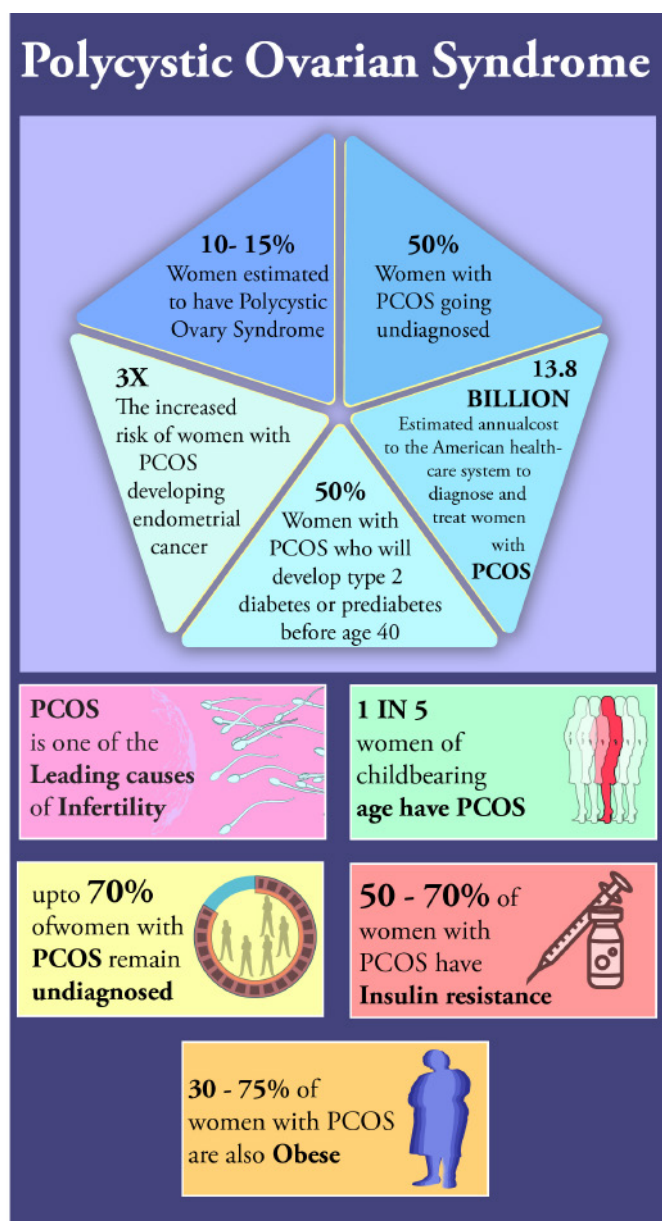 Polycystic Ovarian Syndrome
10- 15%
Women estimated
to have Polycystic
Ovary Syndrome
50%
Women with
PCOS going
undiagnosed
3X
The increased
risk of women with
PCOS
developing
endometrial
cancer
13.8
BILLION
Estimated annualcost
to the American health-
care system to
diagnose and
treat women
with
PCOS
50%
Women with
PCOS who will
develop type 2
diabetes or prediabetes
before age 40
PCOS
is one of the
Leading causes
of Infertility
1 IN 5
women of
childbearing
age have PCOS
upto 70%
ofwomen with
PCOS remain
undiagnosed
50 - 70% of
women with
PCOS have
Insulin resistance
30 - 75% of
women with PCOS
are also Obese